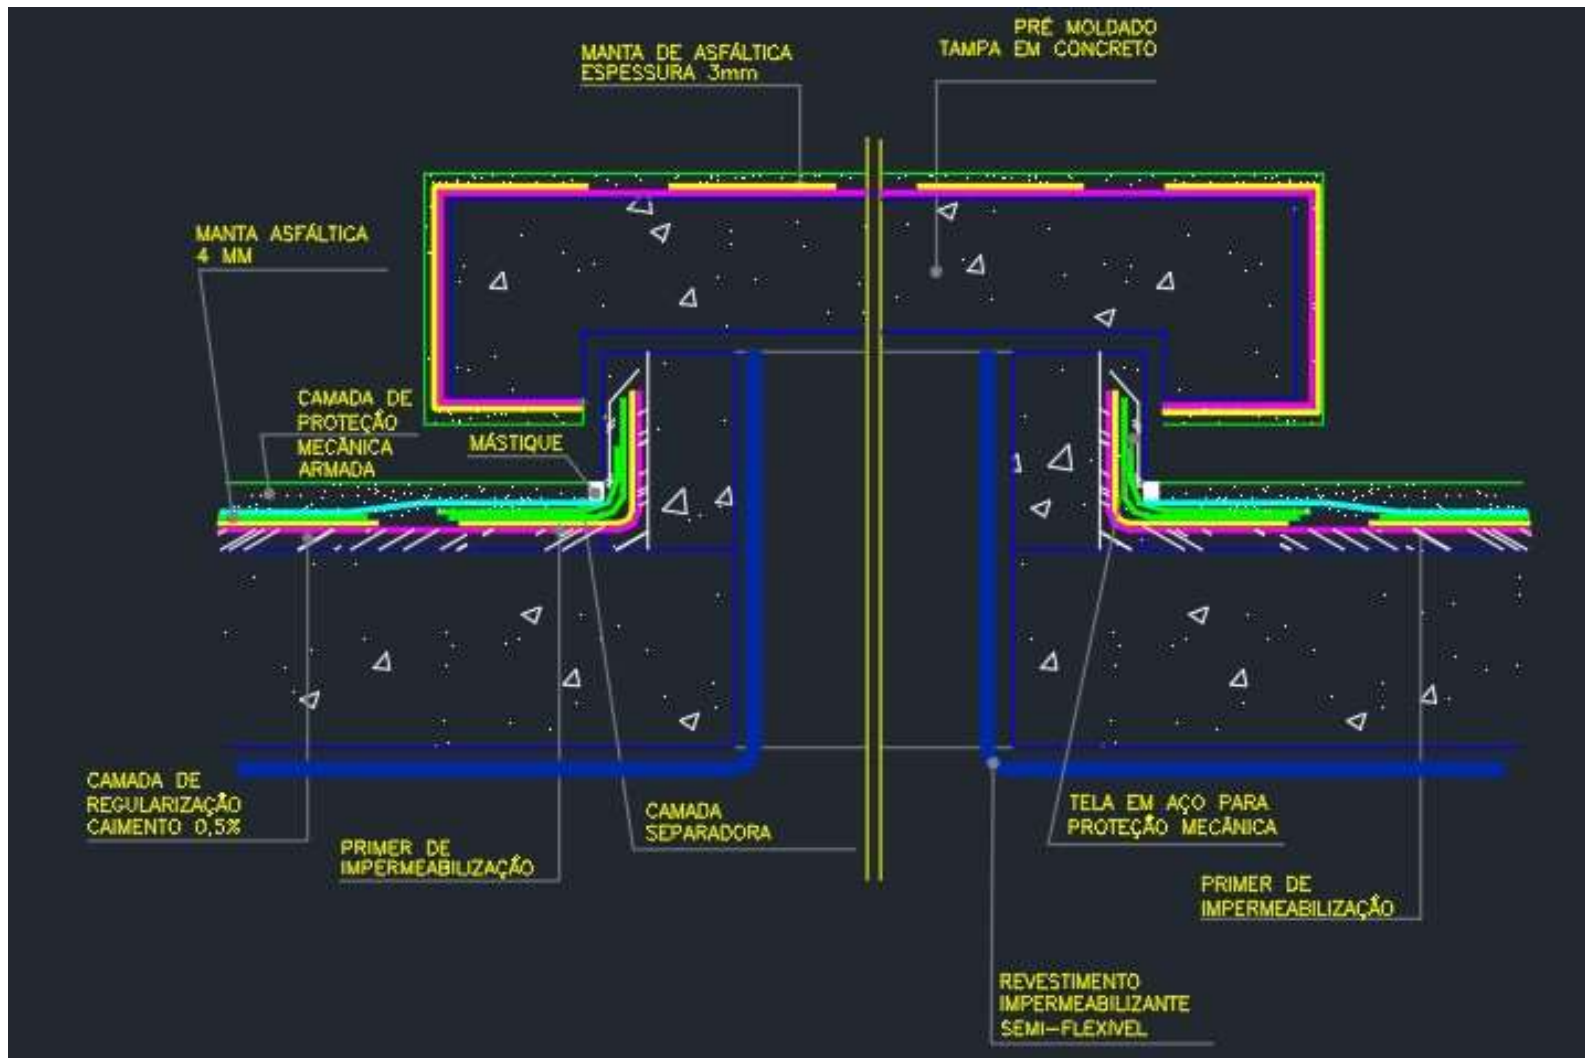 PRÉ MOLDADO
TAMPA EM CONCRETO
MANTA DE ASFÁLTICA
ESPESSURA 3mm
MANTA ASFÁLTICA
4 MM
CAMADA DE
PROTEÇÃO
MECÂNICA
ARMADA
MÁSTIQUE
CAMADA DE
REGULARIZAÇÃO
CAIMENTO 0,5%
PRIMER DE
IMPERMEABILIZAÇÃO
CAMADA
SEPARADORA
TELA EM AÇO PARA
PROTEÇÃO MECÂNICA
PRIMER DE
IMPERMEABILIZAÇÃO
REVESTIMENTO
IMPERMEABILIZANTE
SEMI-FLEXÍVEL